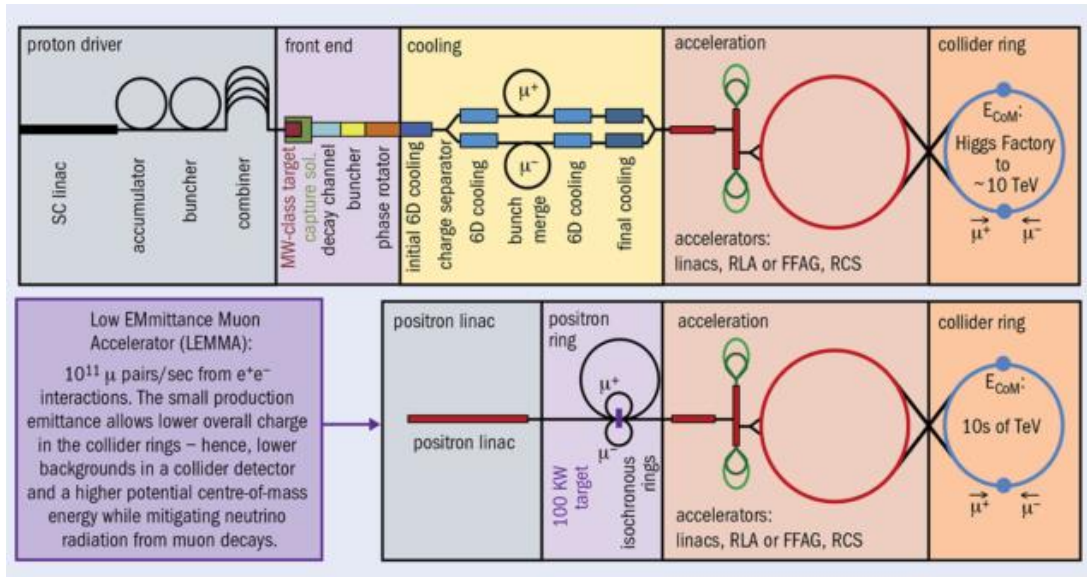 proton driver
front end
cooling
acceleration
collider ring
SC linac
accumulator
buncher
combiner
MW-class target
capture sol.
decay channel
buncher
phase rotator
initial 6D cooling
charge separator
6D cooling
μ+
μ−
bunch
merge
6D cooling
final cooling
accelerators:
linacs, RLA or FFAG, RCS
ECoM:
Higgs Factory
to
~10 TeV
μ+ μ−
Low EMmittance Muon
Accelerator (LEMMA):
10¹¹ μ pairs/sec from e⁺e⁻
interactions. The small production
emittance allows lower overall charge
in the collider rings – hence, lower
backgrounds in a collider detector
and a higher potential centre-of-mass
energy while mitigating neutrino
radiation from muon decays.
positron linac
positron
ring
acceleration
collider ring
positron linac
μ+
μ−
100 KW
target
isochronous
rings
accelerators:
linacs, RLA or FFAG, RCS
ECoM:
10s of TeV
μ+ μ−